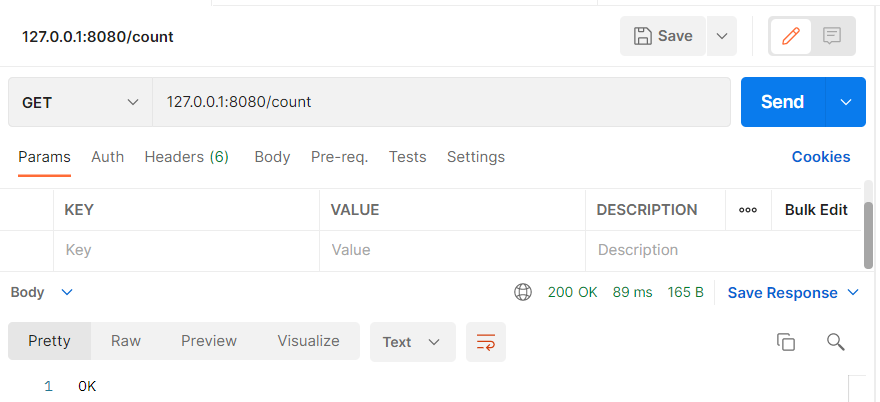 127.0.0.1:8080/count Save
GET 127.0.0.1:8080/count Send
Params Auth Headers (6) Body Pre-req. Tests Settings Cookies
KEY VALUE DESCRIPTION Bulk Edit
Key Value Description
Body 200 OK 89 ms 165 B Save Response
Pretty Raw Preview Visualize Text
1 OK